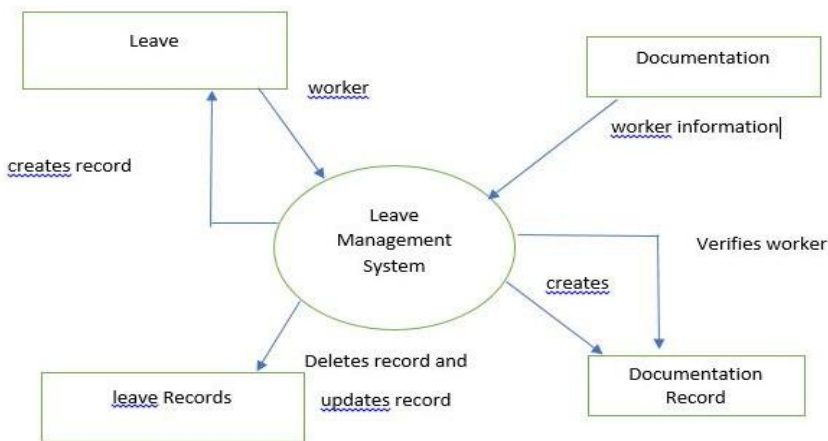 Leave
Documentation
worker
worker information
creates record
Leave
Management
System
Verifies worker
creates
Deletes record and
updates record
leave Records
Documentation
Record